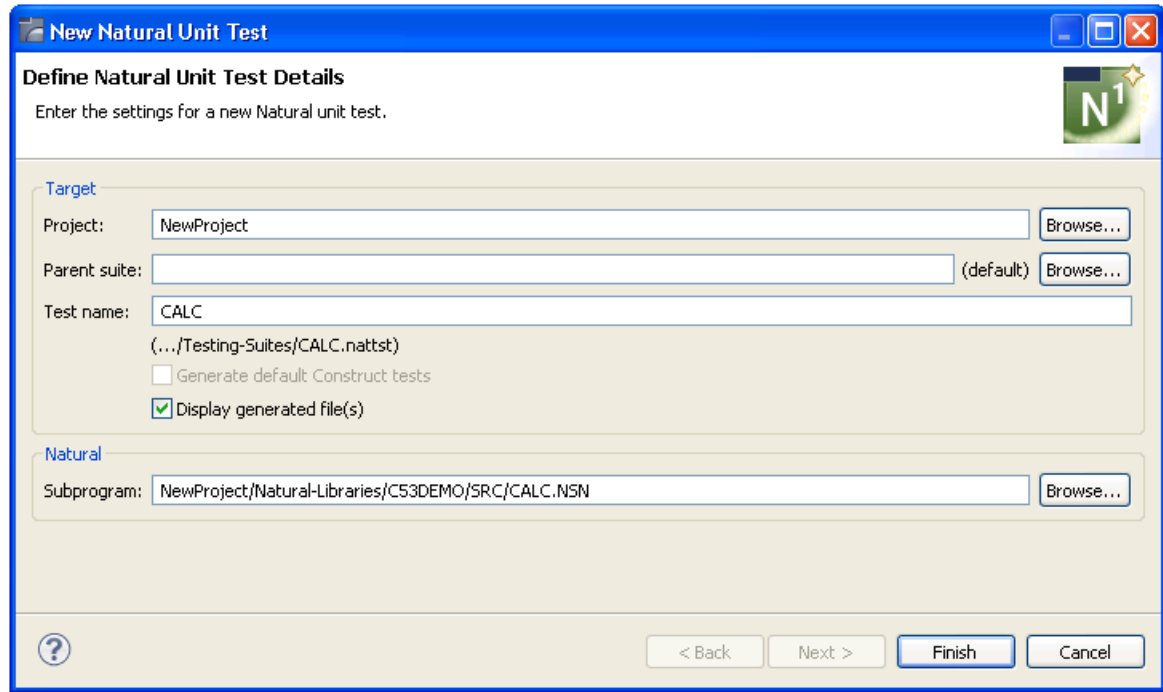 New Natural Unit Test
Define Natural Unit Test Details
Enter the settings for a new Natural unit test.
N1
Target
Project: NewProject Browse...
Parent suite: (default) Browse...
Test name: CALC
(.../Testing-Suites/CALC.nattst)
Generate default Construct tests
Display generated file(s)
Natural
Subprogram: NewProject/Natural-Libraries/C53DEMO/SRC/CALC.NSN Browse...
? < Back Next > Finish Cancel